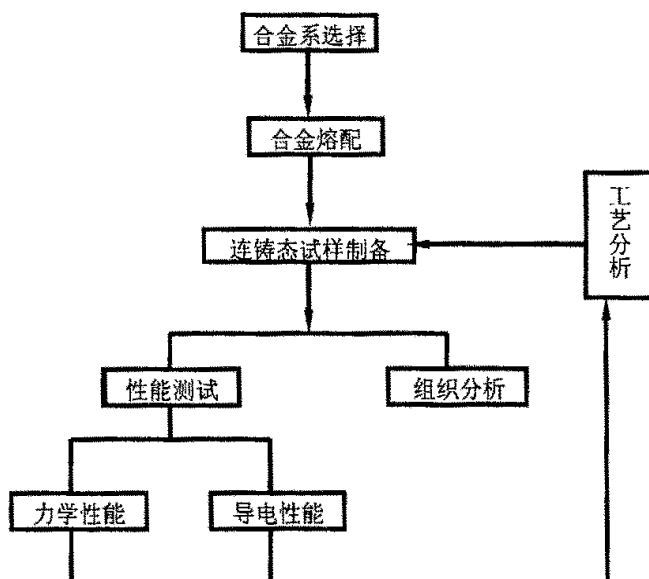 合金系选择
合金熔配
工艺分析
连铸态试样制备
性能测试
组织分析
力学性能
导电性能